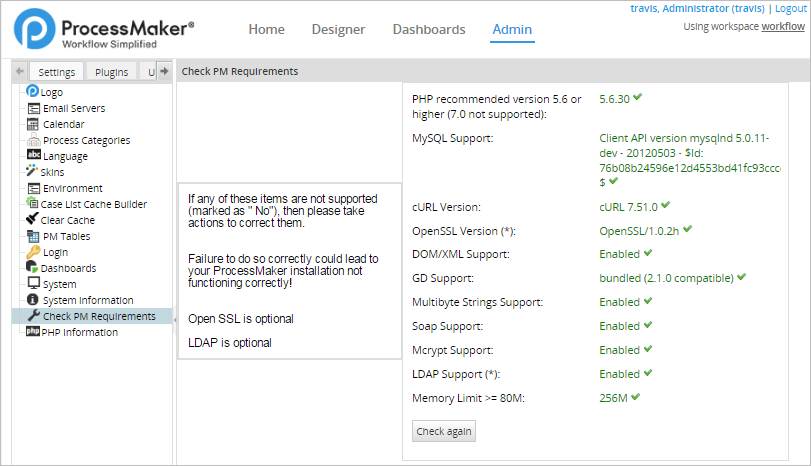 travis, Administrator (travis) | Logout
Using workspace workflow
ProcessMaker®
Workflow Simplified
Home Designer Dashboards Admin
Settings Plugins U
Check PM Requirements
Logo
Email Servers
Calendar
Process Categories
abc Language
Skins
Environment
Case List Cache Builder
Clear Cache
PM Tables
Login
Dashboards
System
System Information
Check PM Requirements
php PHP Information
If any of these items are not supported
(marked as " No"), then please take
actions to correct them.
Failure to do so correctly could lead to
your ProcessMaker installation not
functioning correctly!
Open SSL is optional
LDAP is optional
PHP recommended version 5.6 or
higher (7.0 not supported):
5.6.30
MySQL Support:
Client API version mysqlnd 5.0.11-
dev - 20120503 - $Id:
$
cURL Version: cURL 7.51.0
OpenSSL Version (*): OpenSSL/1.0.2h
DOM/XML Support: Enabled
GD Support: bundled (2.1.0 compatible)
Multibyte Strings Support: Enabled
Soap Support: Enabled
Mcrypt Support: Enabled
LDAP Support (*): Enabled
Memory Limit >= 80M: 256M
Check again